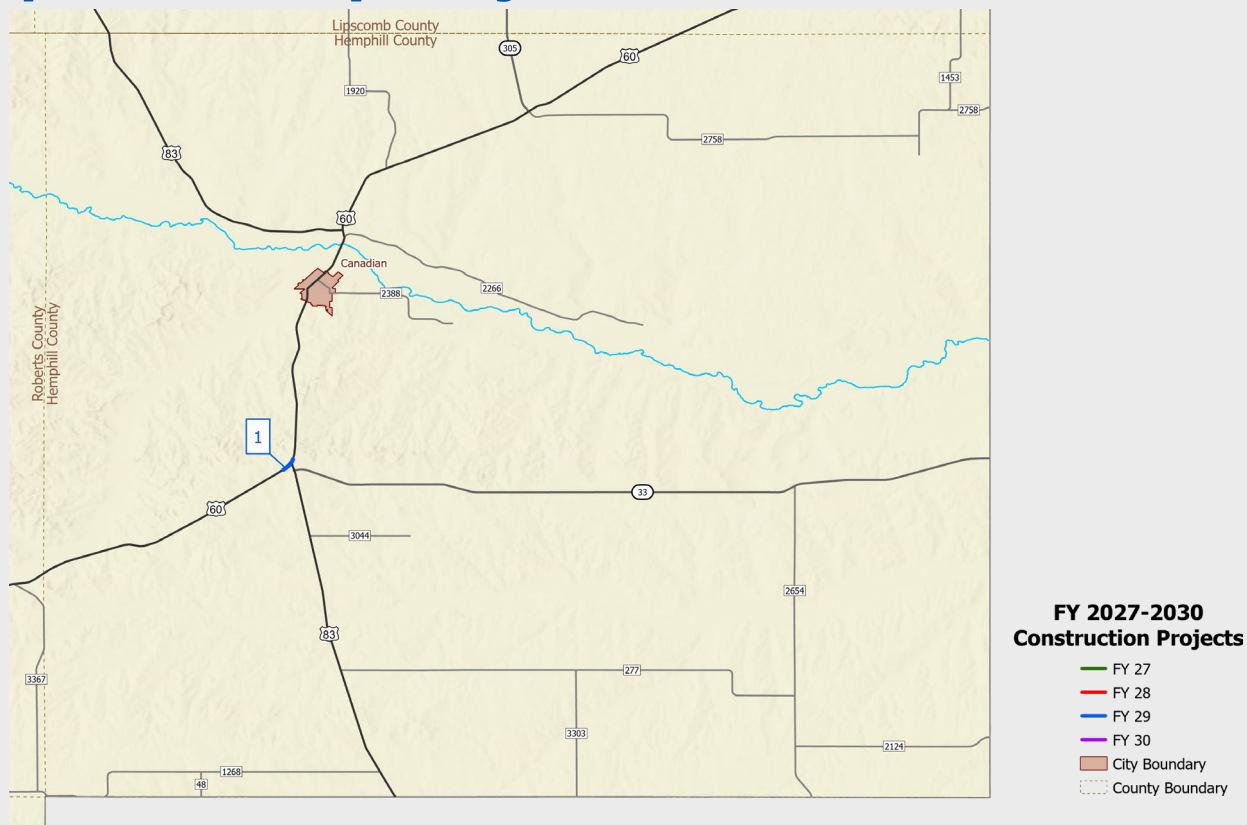 Lipscomb County
Hemphill County
305
60
1453
1920
2758
2758
83
60
Canadian
2266
2388
Roberts County
Hemphill County
1
33
60
3044
2654
83
277
3367
3303
2124
1268
48
FY 2027-2030
Construction Projects
FY 27
FY 28
FY 29
FY 30
City Boundary
County Boundary